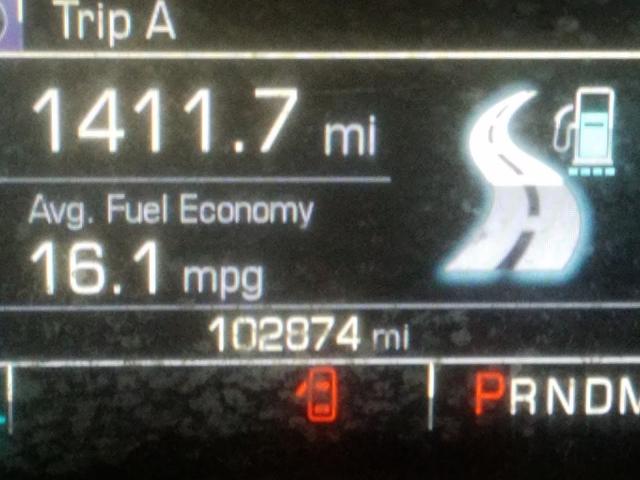 Trip A
1411.7 mi
Avg. Fuel Economy
16.1 mpg
102874 mi
PRNDM